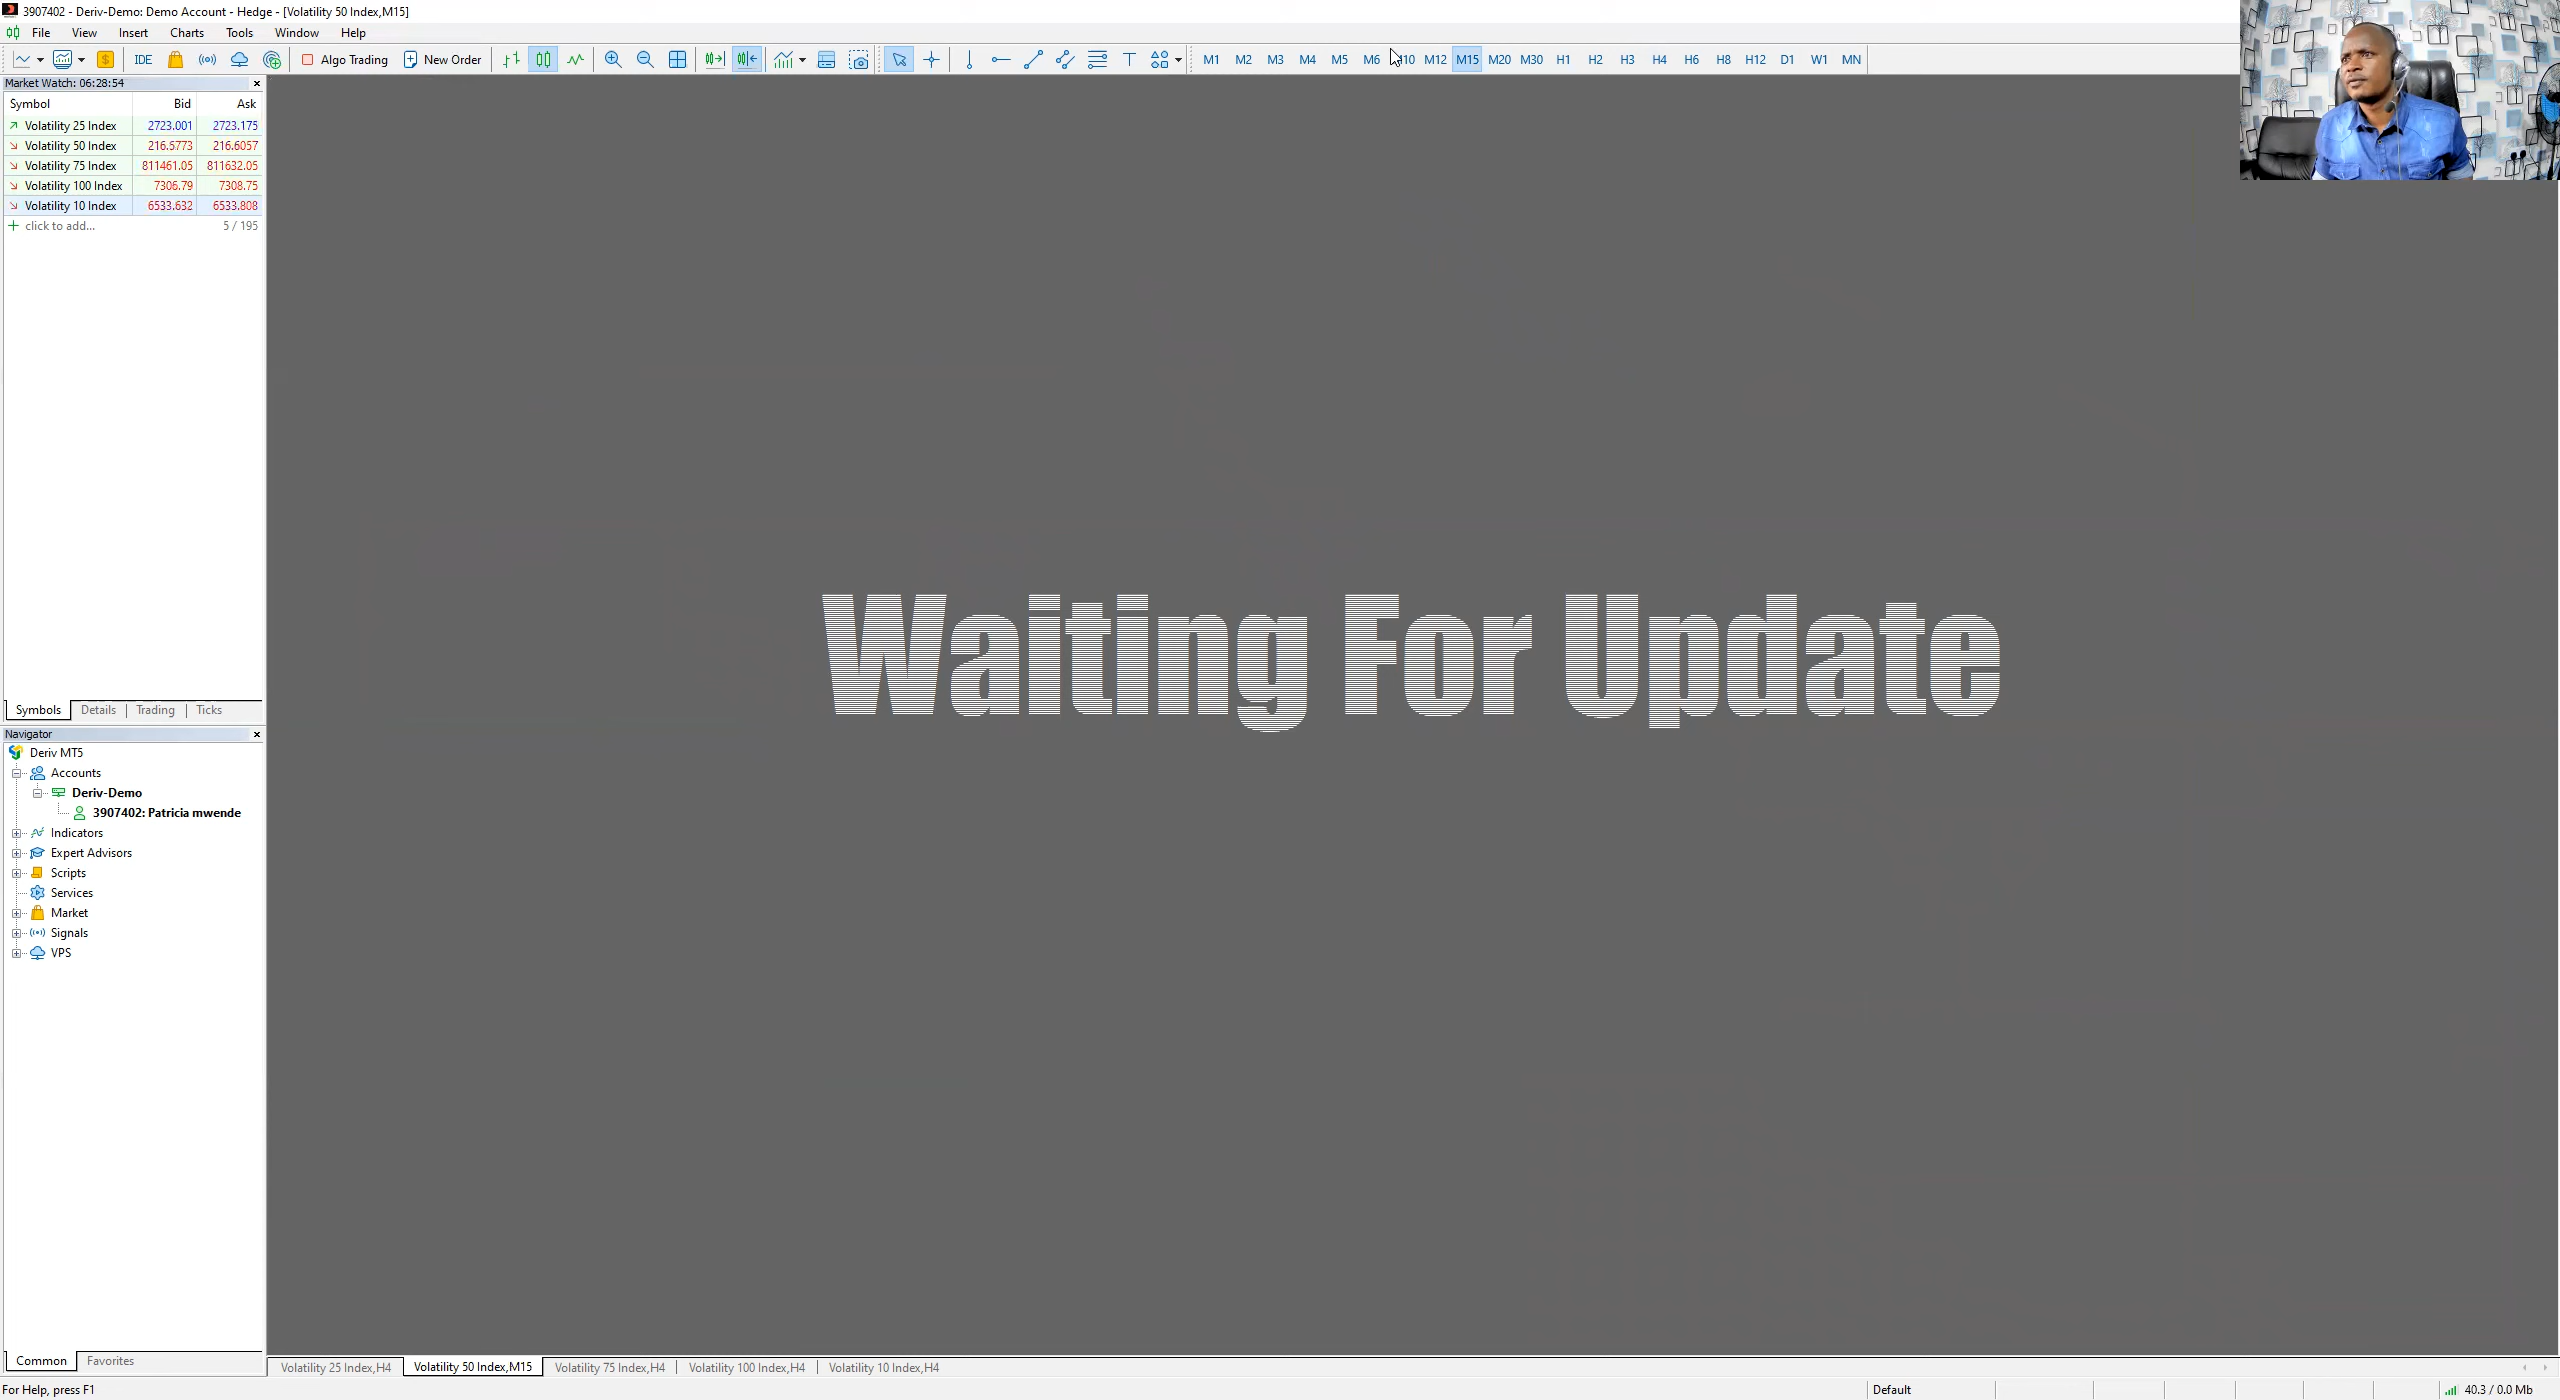 3907402 - Deriv-Demo: Demo Account - Hedge - [Volatility 50 Index,M15]
File View Insert Charts Tools Window Help
IDE Algo Trading New Order M1 M2 M3 M4 M5 M6 M10 M12 M15 M20 M30 H1 H2 H3 H4 H6 H8 H12 D1 W1 MN
Market Watch: 06:28:54
Symbol Bid Ask
Volatility 25 Index 2723.001 2723.175
Volatility 50 Index 216.5773 216.6057
Volatility 75 Index 811461.05 811632.05
Volatility 100 Index 7306.79 7308.75
Volatility 10 Index 6533.632 6533.808
click to add... 5 / 195
Waiting For Update
Symbols Details Trading Ticks
Navigator
Deriv MT5
Accounts
Deriv-Demo
3907402: Patricia mwende
Indicators
Expert Advisors
Scripts
Services
Market
Signals
VPS
Common Favorites
Volatility 25 Index,H4 Volatility 50 Index,M15 Volatility 75 Index,H4 Volatility 100 Index,H4 Volatility 10 Index,H4
For Help, press F1 Default 40.3 / 0.0 Mb